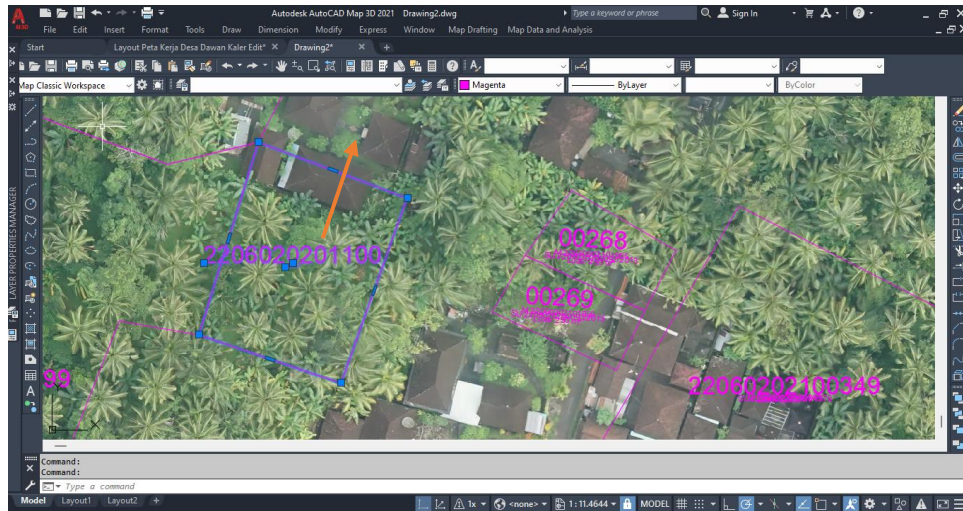 Autodesk AutoCAD Map 3D 2021 Drawing2.dwg
Type a keyword or phrase
Sign In
File Edit Insert Format Tools Draw Dimension Modify Express Window Map Drafting Map Data and Analysis
Start Layout Peta Kerja Desa Dawan Kaler Edit* Drawing2*
Map Classic Workspace
Magenta
ByLayer
ByColor
LAYER PROPERTIES MANAGER
2206020201100
00268
00269
22060202100349
99
X
Command:
Command:
Type a command
Model Layout1 Layout2 +
1x <none> 1:11.4644 MODEL